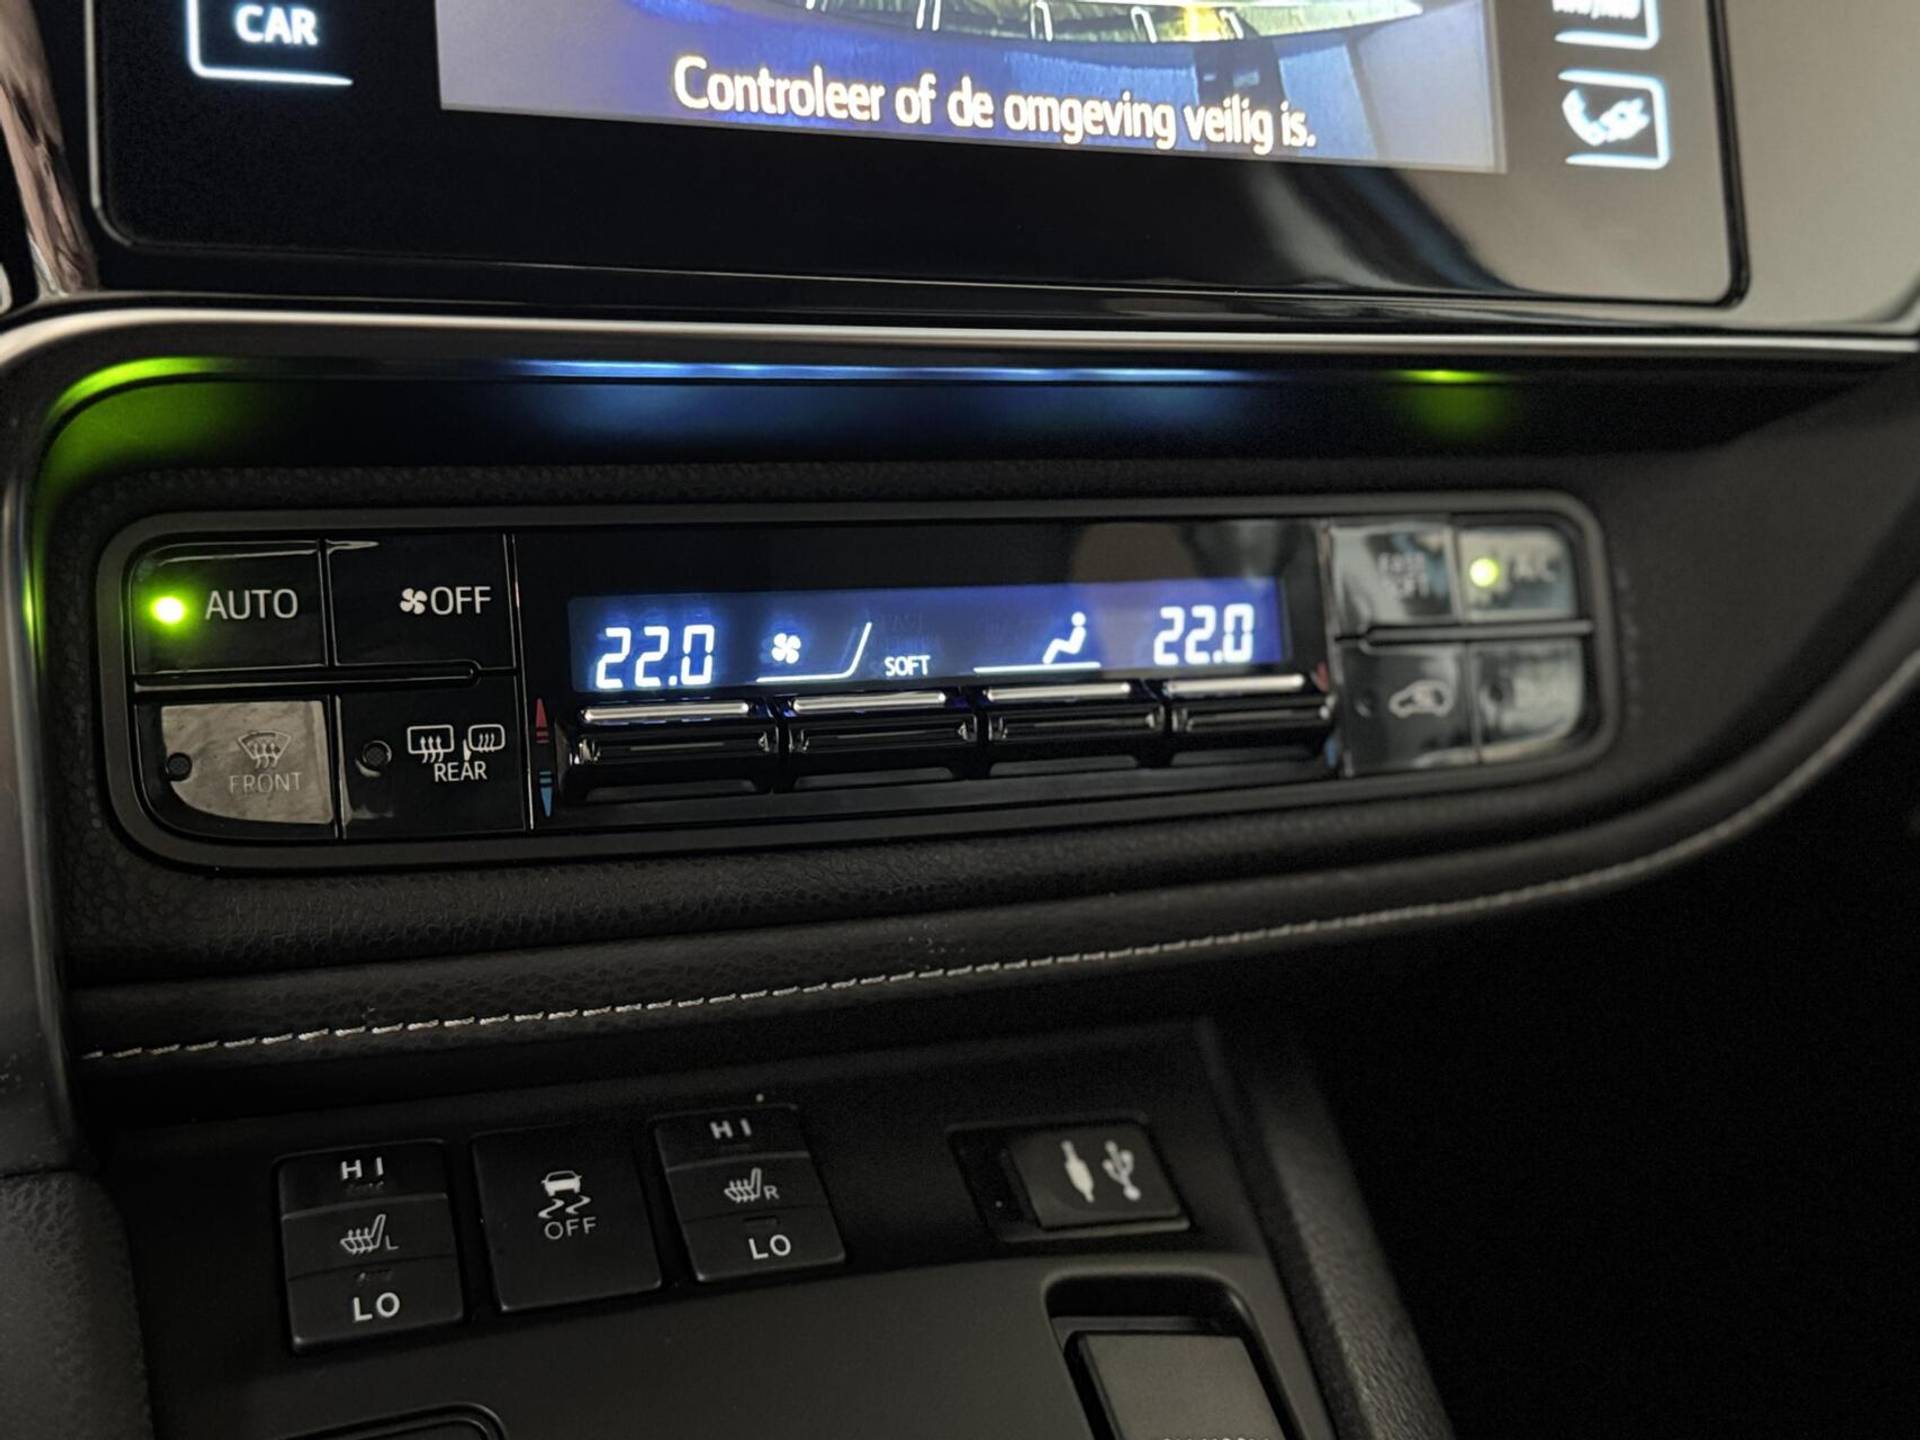 CAR
Controleer of de omgeving veilig is.
AUTO
OFF
22.0
SOFT
22.0
A/C
FRONT
REAR
HI
L
LO
OFF
HI
R
LO